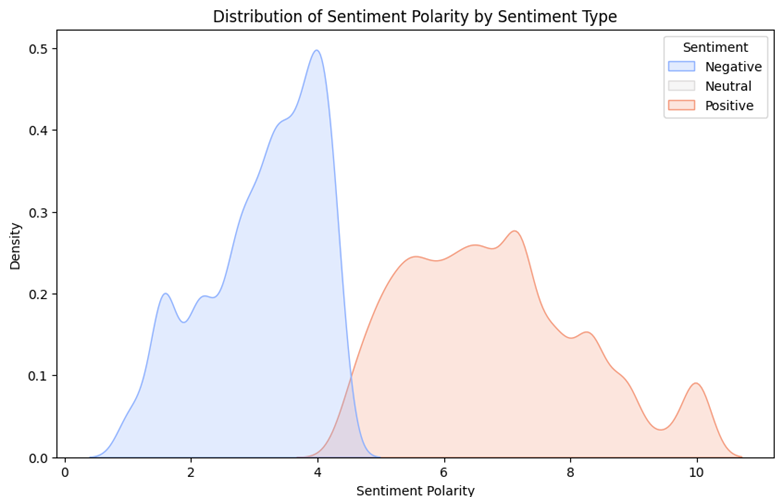 Distribution of Sentiment Polarity by Sentiment Type
Sentiment
Negative
Neutral
Positive
Density
0.5
0.4
0.3
0.2
0.1
0.0
0 2 4 6 8 10
Sentiment Polarity